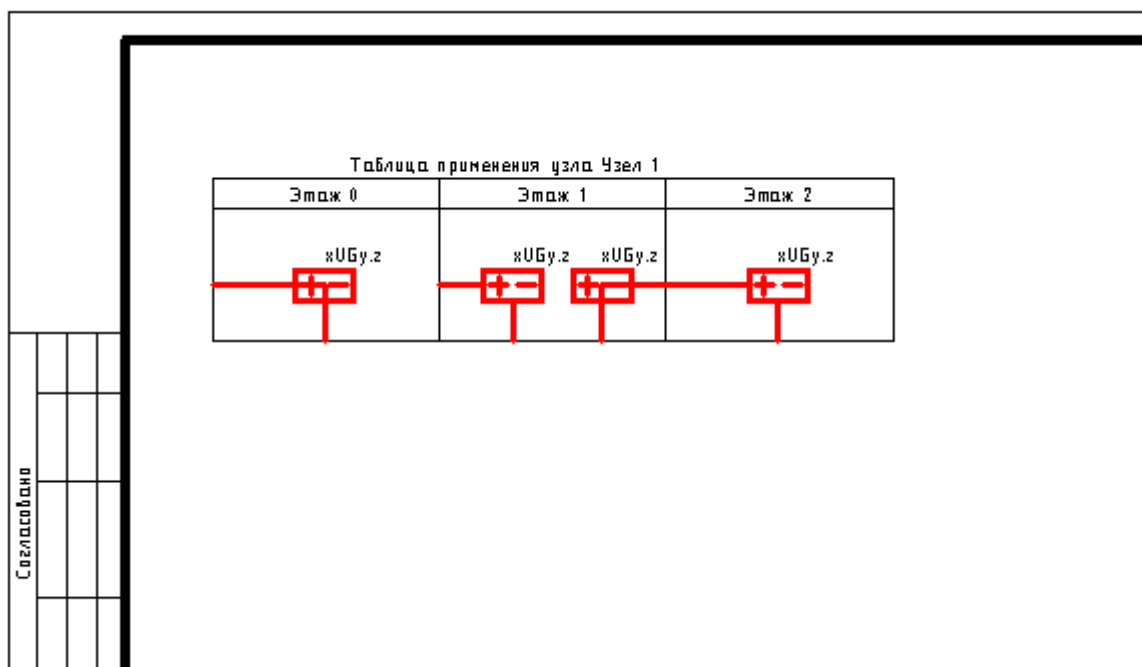 Таблица применения узла Узел 1
Этаж 0 Этаж 1 Этаж 2
xUGy.z xUGy.z xUGy.z xUGy.z
Согласовано